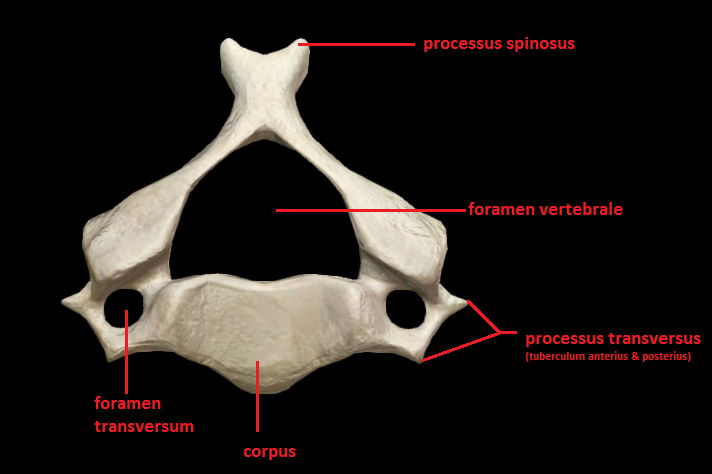 processus spinosus
foramen vertebrale
processus transversus
(tuberculum anterius & posterius)
foramen
transversum
corpus